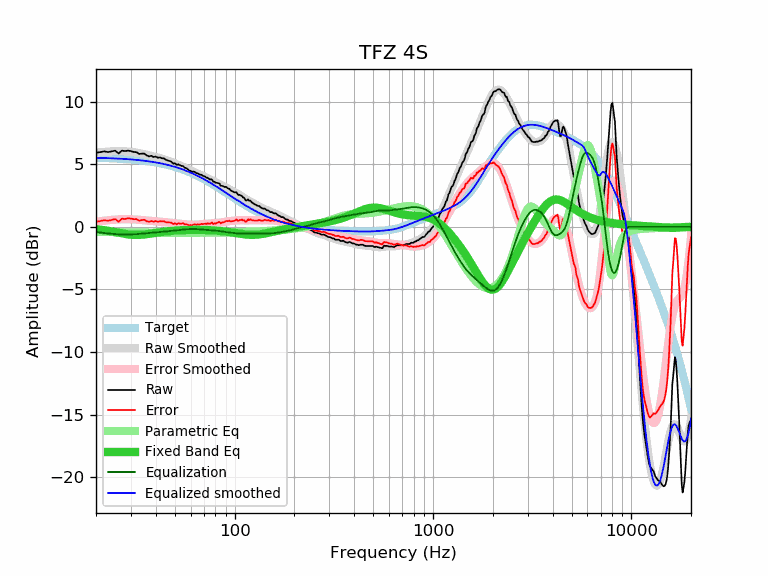 TFZ 4S
Amplitude (dBr)
10
5
0
−5
−10
−15
−20
Target
Raw Smoothed
Error Smoothed
Raw
Error
Parametric Eq
Fixed Band Eq
Equalization
Equalized smoothed
100
1000
10000
Frequency (Hz)